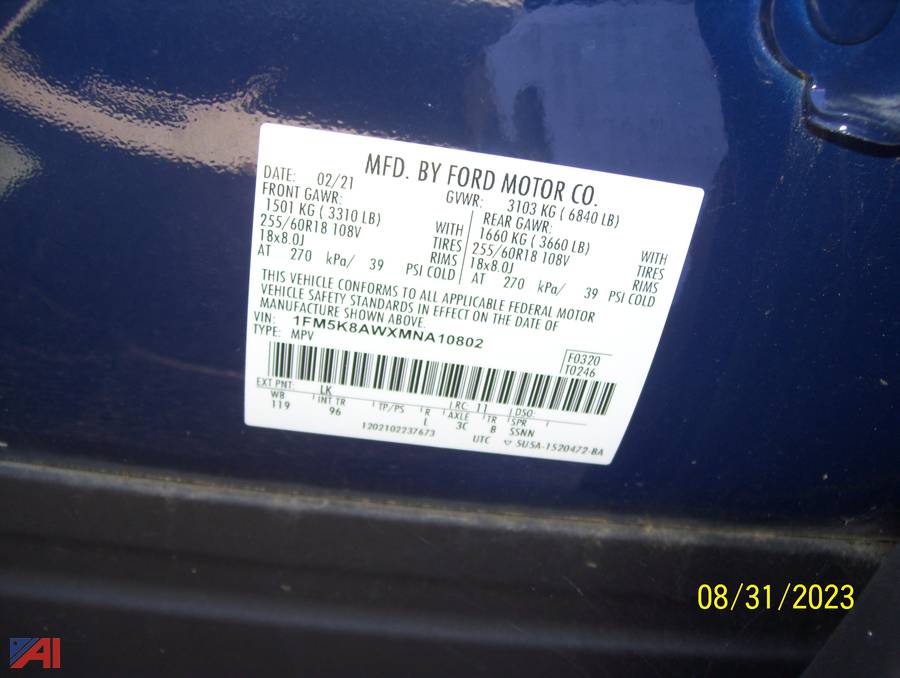 MFD. BY FORD MOTOR CO.
DATE: 02/21 GVWR: 3103 KG ( 6840 LB)
FRONT GAWR: REAR GAWR:
1501 KG ( 3310 LB) WITH 1660 KG ( 3660 LB) WITH
255/60R18 108V TIRES 255/60R18 108V TIRES
18x8.0J RIMS 18x8.0J RIMS
AT 270 kPa/ 39 PSI COLD AT 270 kPa/ 39 PSI COLD
THIS VEHICLE CONFORMS TO ALL APPLICABLE FEDERAL MOTOR
VEHICLE SAFETY STANDARDS IN EFFECT ON THE DATE OF
MANUFACTURE SHOWN ABOVE.
VIN: 1FM5K8AWXMNA10802
TYPE: MPV
F0320
T0246
EXT PNT: LK RC: 11 DSO:
WB INT TR TP/PS R AXLE TR SPR
119 96 L 3C B SSNN
1202102237673 UTC ▽ SU5A-1520472-BA
08/31/2023
AI